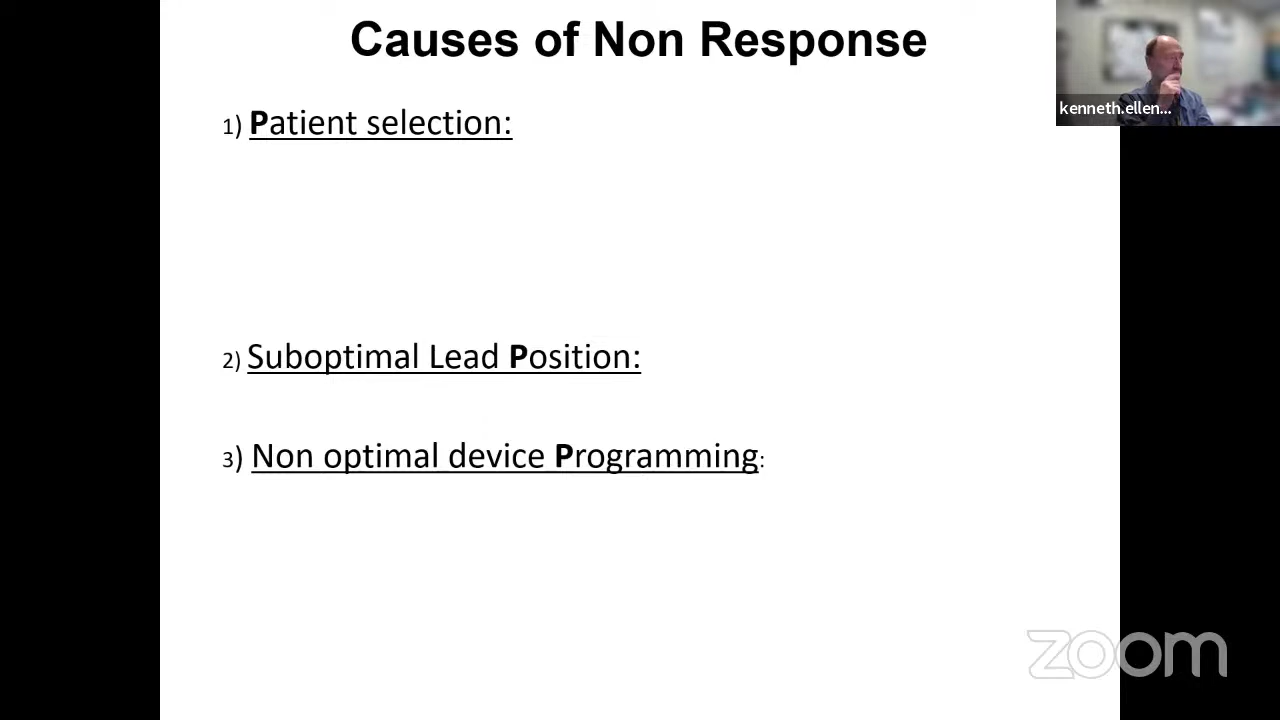 Causes of Non Response
kenneth.ellen...
1) Patient selection:
2) Suboptimal Lead Position:
3) Non optimal device Programming:
zoom